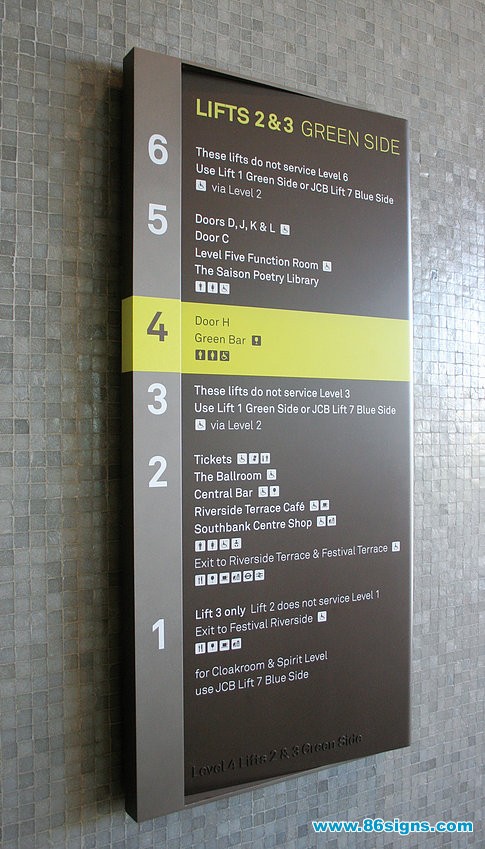 LIFTS 2 & 3 GREEN SIDE
6
These lifts do not service Level 6
Use Lift 1 Green Side or JCB Lift 7 Blue Side
via Level 2
5
Doors D, J, K & L
Door C
Level Five Function Room
The Saison Poetry Library
4
Door H
Green Bar
3
These lifts do not service Level 3
Use Lift 1 Green Side or JCB Lift 7 Blue Side
via Level 2
2
Tickets
The Ballroom
Central Bar
Riverside Terrace Café
Southbank Centre Shop
Exit to Riverside Terrace & Festival Terrace
1
Lift 3 only Lift 2 does not service Level 1
Exit to Festival Riverside
for Cloakroom & Spirit Level
use JCB Lift 7 Blue Side
Level 4 Lifts 2 & 3 Green Side
www.86signs.com